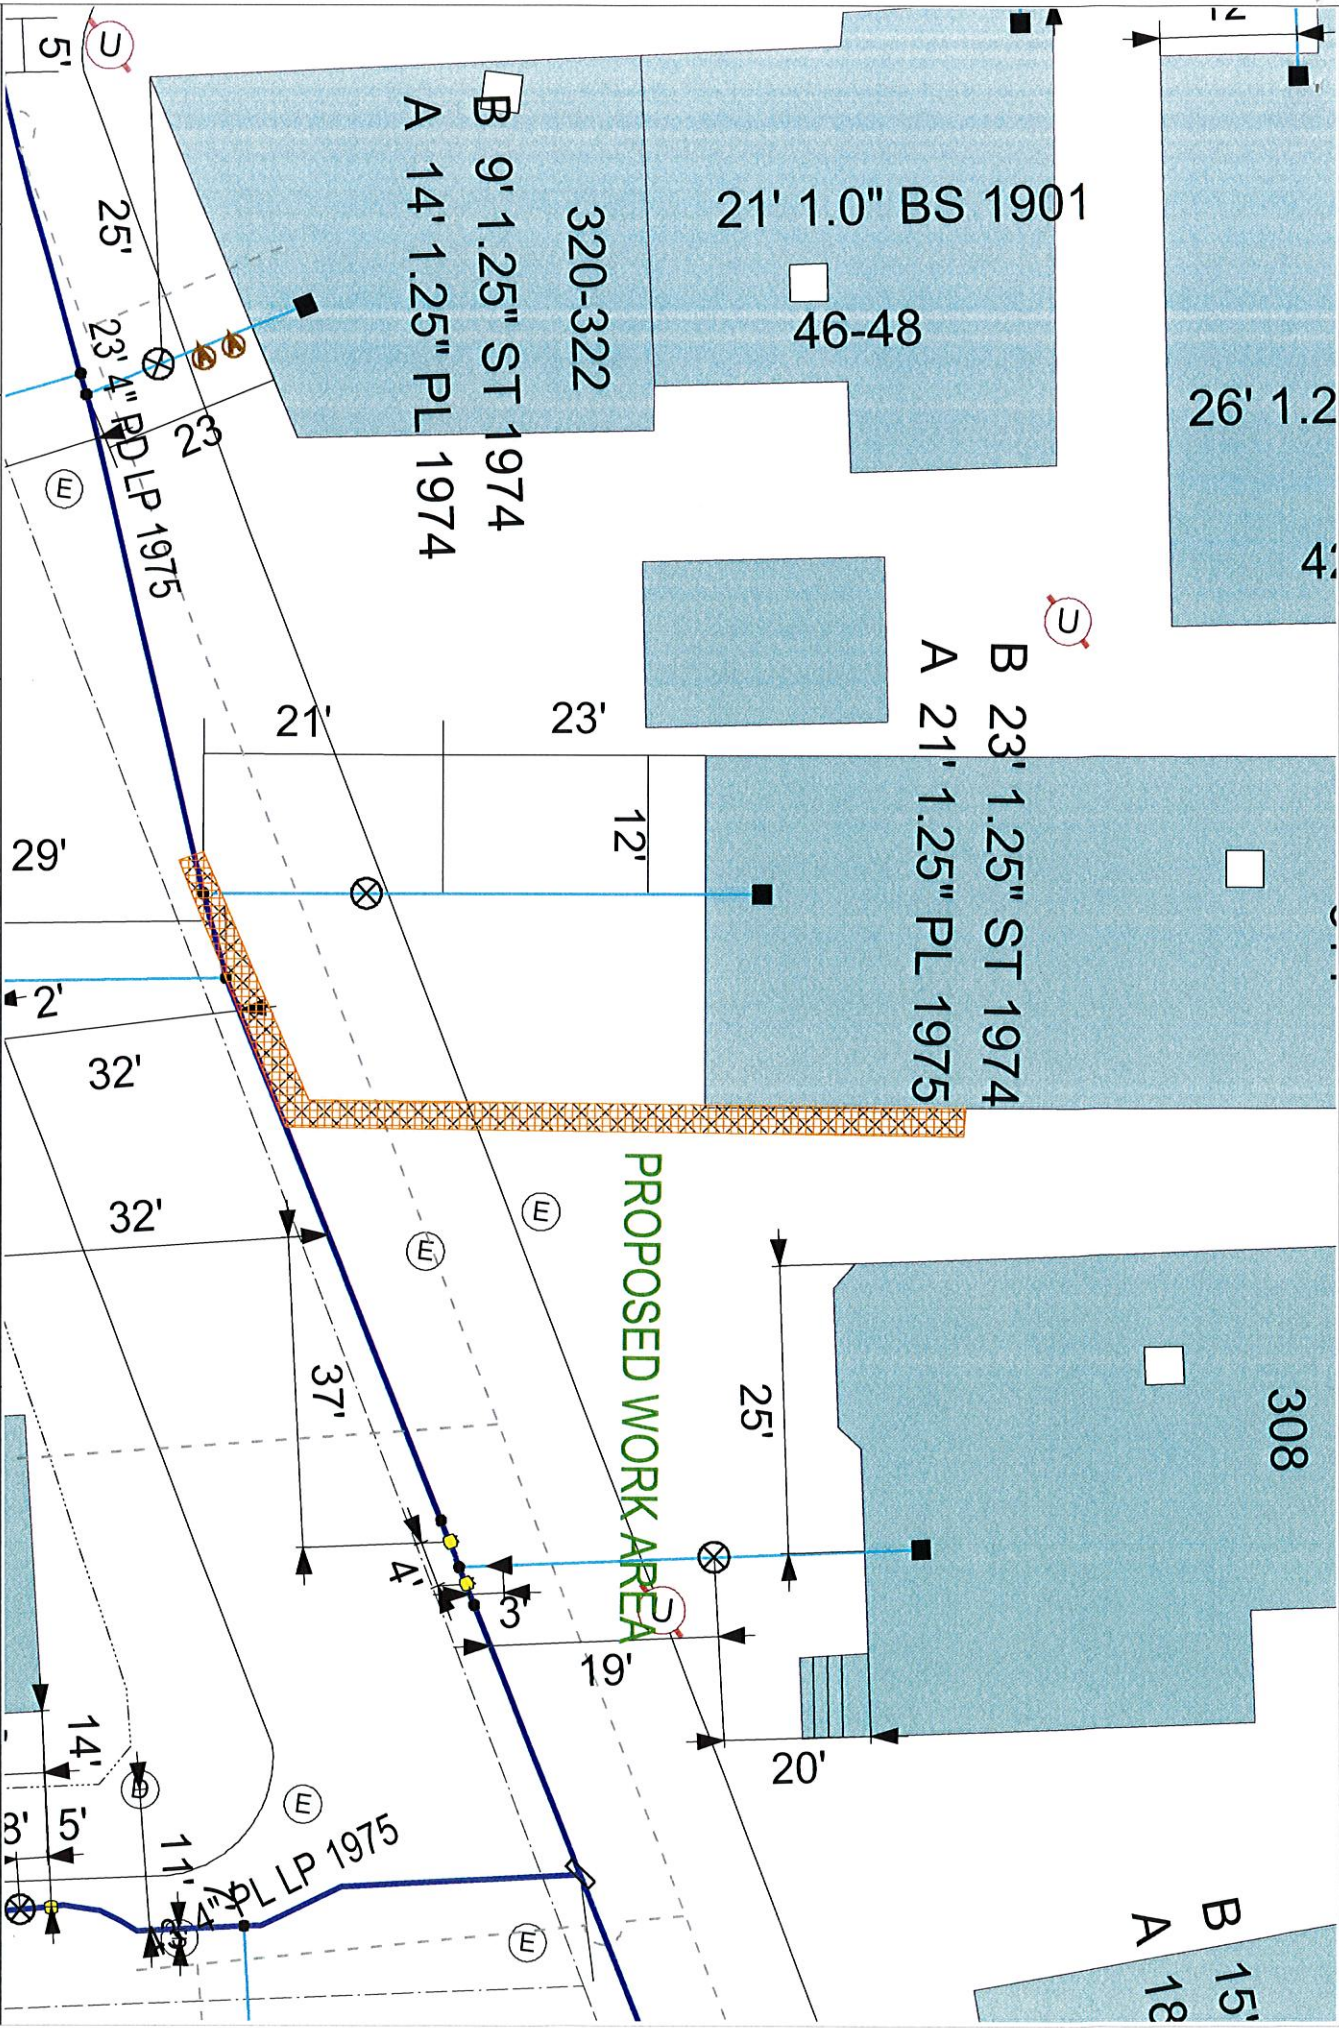 12
5'
U
B 9' 1.25" ST 1974
A 14' 1.25" PL 1974
320-322
21' 1.0" BS 1901
46-48
26' 1.2
25'
23' 4" PD LP 1975
23
E
U
B 23' 1.25" ST 1974
A 21' 1.25" PL 1975
21'
23'
12'
29'
2'
32'
32'
PROPOSED WORK AREA
E
E
37'
25'
308
4'
3'
U
19'
20'
14'
D
5'
8'
11'
E
4" PL LP 1975
E
B 15'
A 18